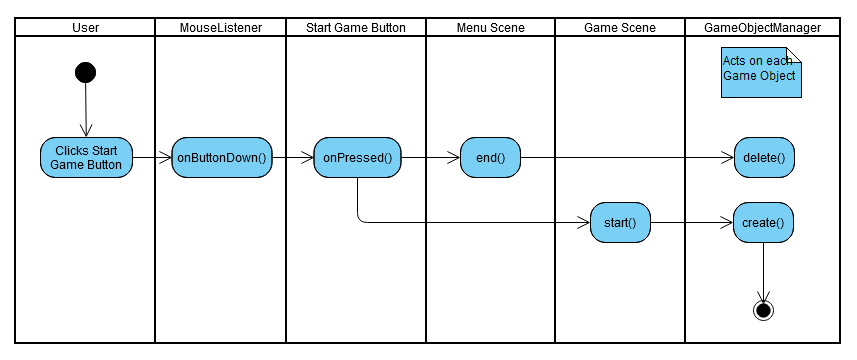 User
MouseListener
Start Game Button
Menu Scene
Game Scene
GameObjectManager
Acts on each
Game Object
Clicks Start
Game Button
onButtonDown()
onPressed()
end()
delete()
start()
create()